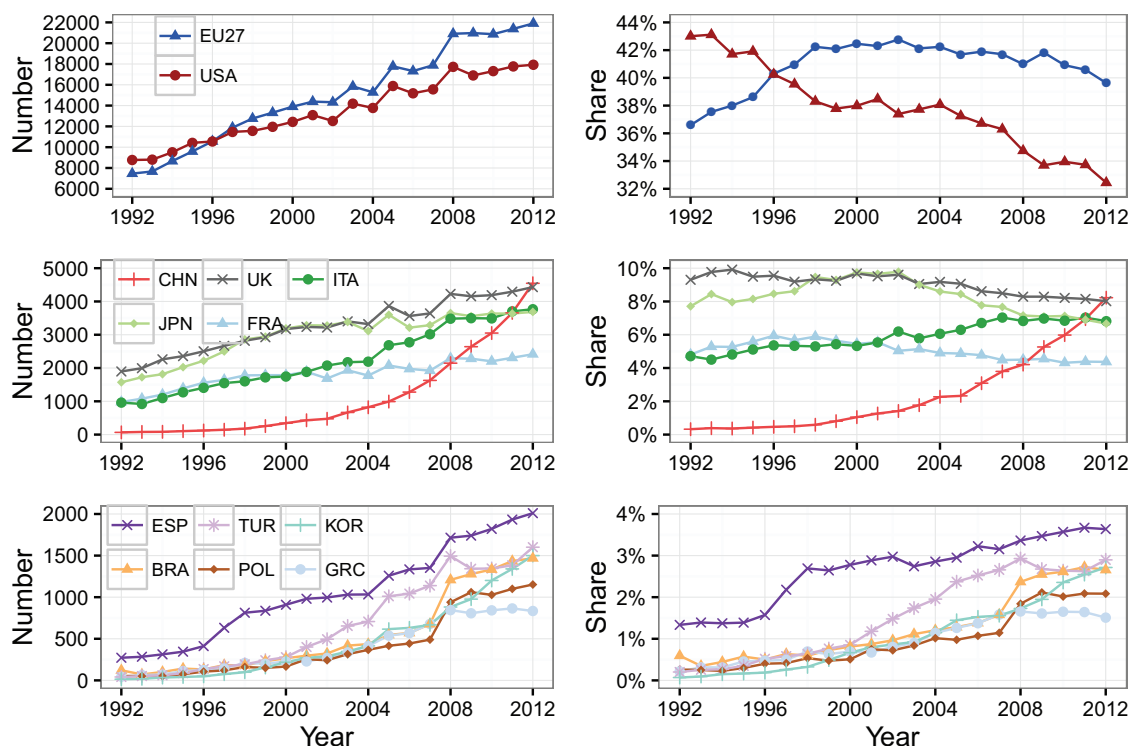 22000
20000
18000
16000
14000
12000
10000
8000
6000
Number
EU27
USA
1992 1996 2000 2004 2008 2012
44%
42%
40%
38%
36%
34%
32%
Share
1992 1996 2000 2004 2008 2012
5000
4000
3000
2000
1000
0
Number
CHN UK ITA
JPN FRA
1992 1996 2000 2004 2008 2012
10%
8%
6%
4%
2%
0%
Share
1992 1996 2000 2004 2008 2012
2000
1500
1000
500
0
Number
ESP TUR KOR
BRA POL GRC
1992 1996 2000 2004 2008 2012
Year
4%
3%
2%
1%
0%
Share
1992 1996 2000 2004 2008 2012
Year